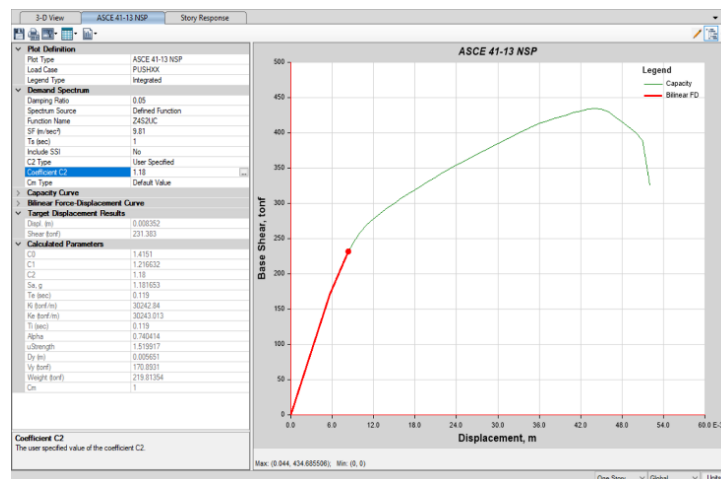 3-D View ASCE 41-13 NSP Story Response
Plot Definition
Plot Type ASCE 41-13 NSP
Load Case PUSHXX
Legend Type Integrated
Demand Spectrum
Damping Ratio 0.05
Spectrum Source Defined Function
Function Name Z4S2UC
SF (m/sec²) 9.81
Ts (sec) 1
Include SSI No
C2 Type User Specified
Coefficient C2 1.18
Cm Type Default Value
Capacity Curve
Bilinear Force-Displacement Curve
Target Displacement Results
Displ. (m) 0.008352
Shear (tonf) 231.383
Calculated Parameters
C0 1.4151
C1 1.216632
C2 1.18
Sa, g 1.181653
Te (sec) 0.119
Ki (tonf/m) 30242.84
Ke (tonf/m) 30243.013
Ti (sec) 0.119
Alpha 0.740414
uStrength 1.519917
Dy (m) 0.005651
Vy (tonf) 170.8931
Weight (tonf) 219.81354
Cm 1
Coefficient C2
The user specified value of the coefficient C2.
ASCE 41-13 NSP
Legend
Capacity
Bilinear FD
Base Shear, tonf
500
450
400
350
300
250
200
150
100
50
0
0.0 6.0 12.0 18.0 24.0 30.0 36.0 42.0 48.0 54.0 60.0 E-3
Displacement, m
Max: (0.044, 434.685506); Min: (0, 0)
One Story Global Units